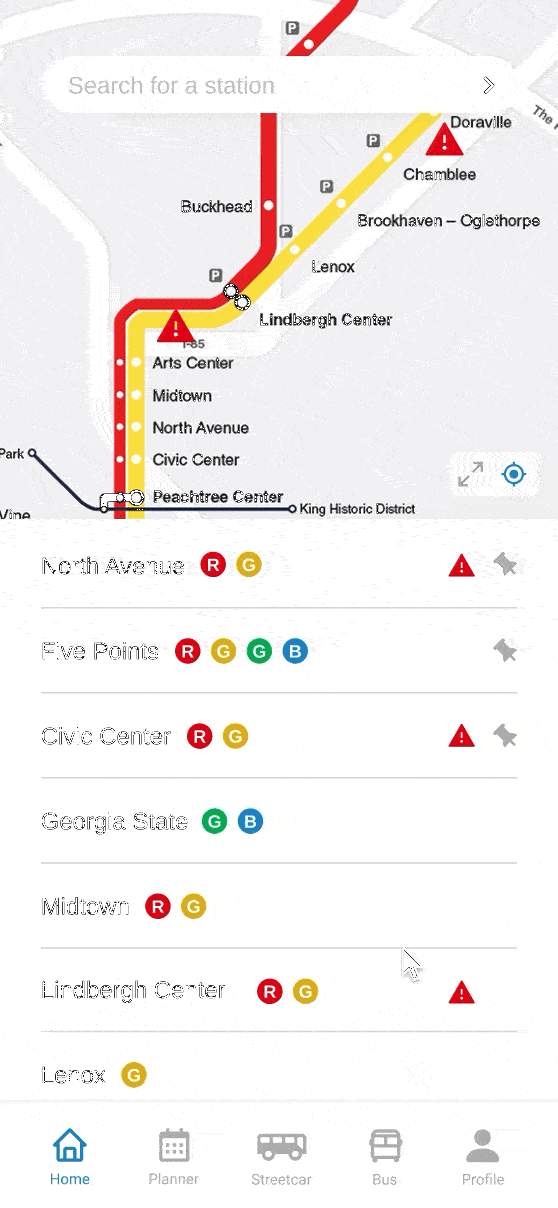 P
Search for a station
Doraville
The
P
Chamblee
P
Buckhead
Brookhaven – Oglethorpe
P
Lenox
P
Lindbergh Center
I-85
Arts Center
Midtown
North Avenue
Civic Center
Park
Peachtree Center
King Historic District
Vine
North Avenue R G
Five Points R G G B
Civic Center R G
Georgia State G B
Midtown R G
Lindbergh Center R G
Lenox G
Home Planner Streetcar Bus Profile